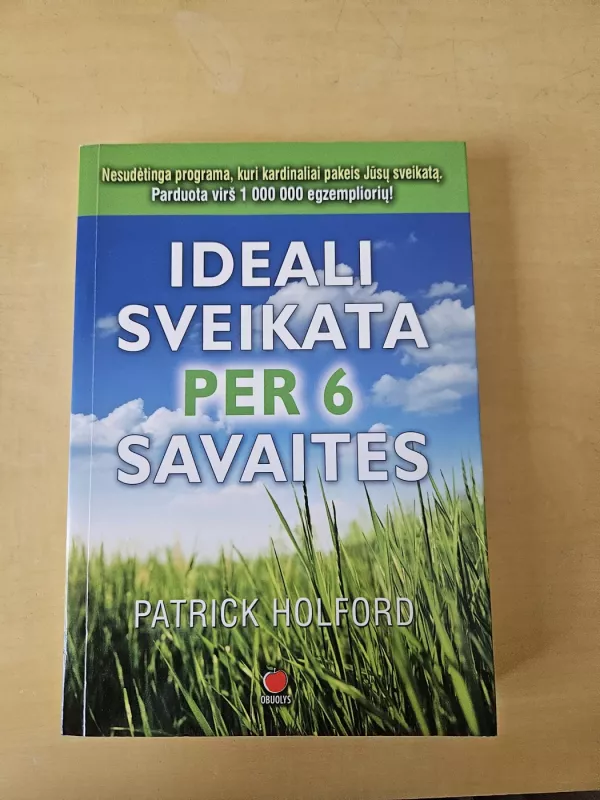 Nesudėtinga programa, kuri kardinaliai pakeis Jūsų sveikatą.
Parduota virš 1 000 000 egzempliorių!
IDEALI
SVEIKATA
PER 6
SAVAITES
PATRICK HOLFORD
OBUOLYS